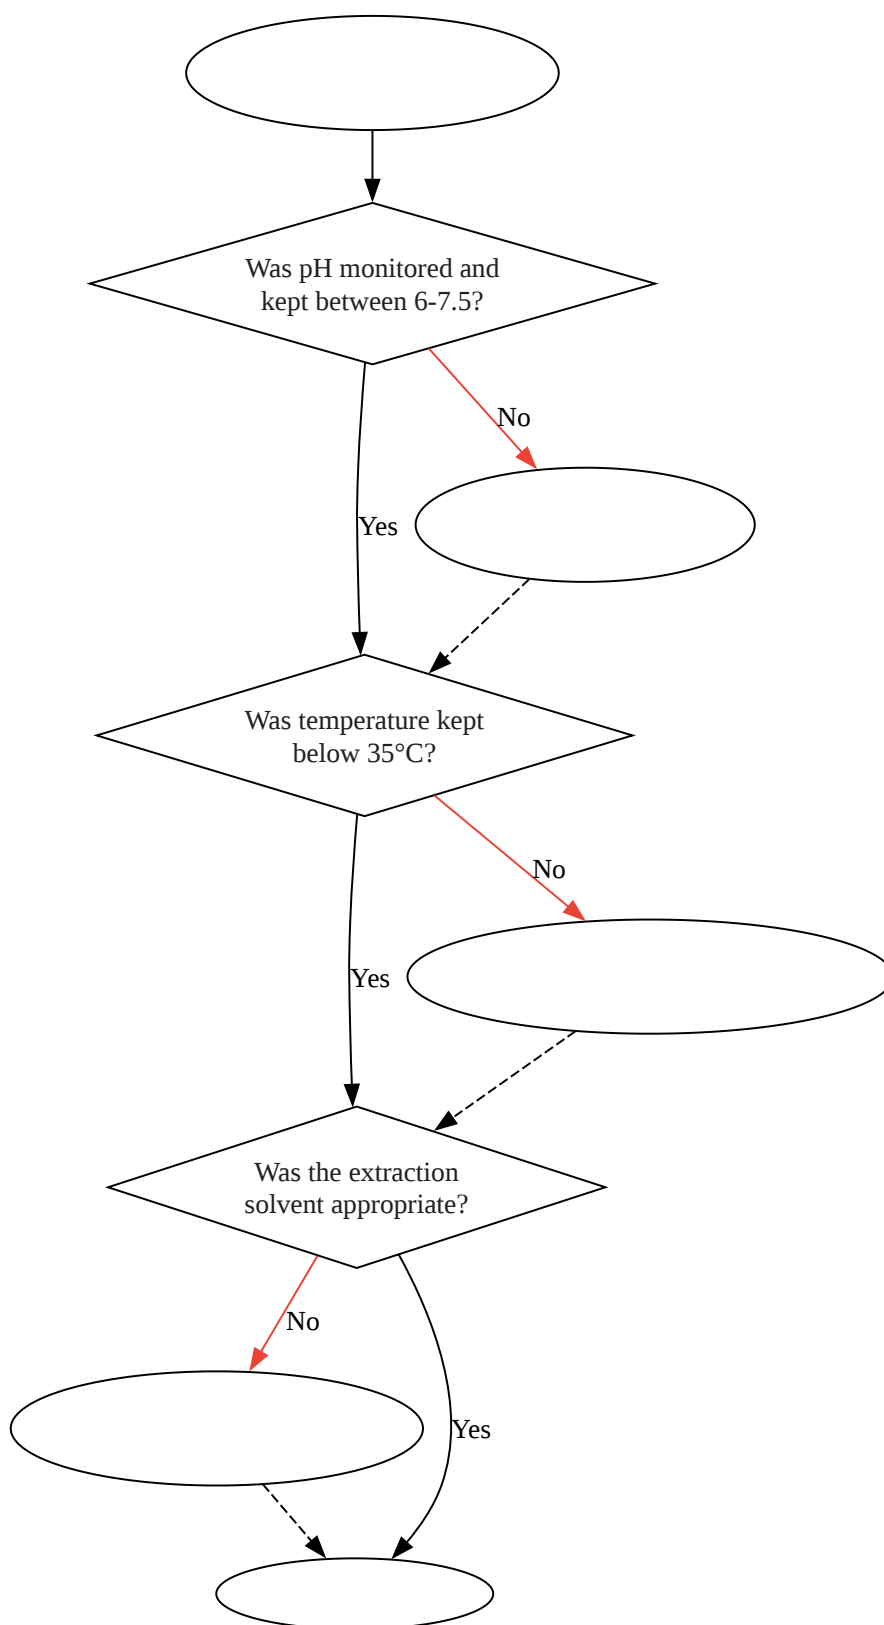 Was pH monitored and
kept between 6-7.5?
No
Yes
Was temperature kept
below 35°C?
No
Yes
Was the extraction
solvent appropriate?
No
Yes